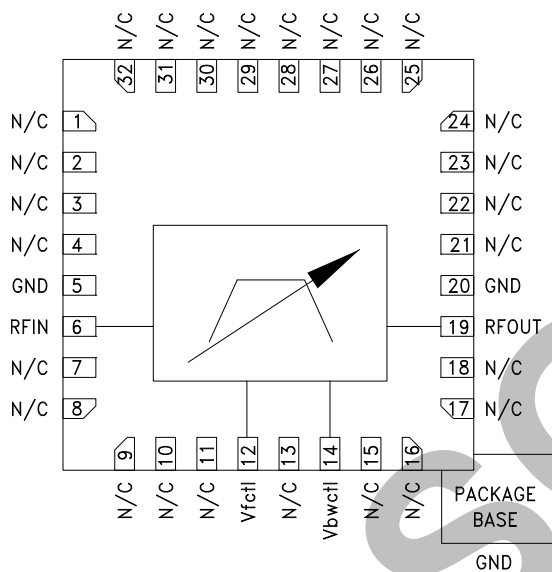 N/C N/C N/C N/C N/C N/C N/C N/C
32 31 30 29 28 27 26 25
N/C 1 24 N/C
N/C 2 23 N/C
N/C 3 22 N/C
N/C 4 21 N/C
GND 5 20 GND
RFIN 6 19 RFOUT
N/C 7 18 N/C
N/C 8 17 N/C
9 10 11 12 13 14 15 16
N/C N/C N/C Vfctl N/C Vbwctl N/C N/C
PACKAGE
BASE
GND